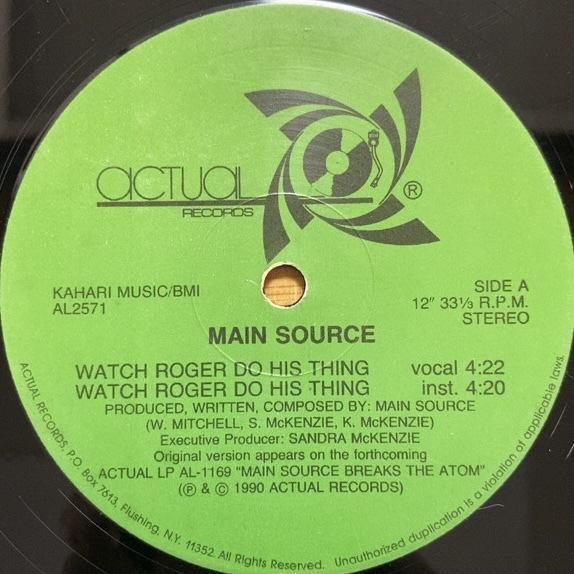 actual
RECORDS
®
KAHARI MUSIC/BMI
AL2571
SIDE A
12" 33⅓ R.P.M.
STEREO
MAIN SOURCE
WATCH ROGER DO HIS THING vocal 4:22
WATCH ROGER DO HIS THING inst. 4:20
PRODUCED, WRITTEN, COMPOSED BY: MAIN SOURCE
(W. MITCHELL, S. McKENZIE, K. McKENZIE)
Executive Producer: SANDRA McKENZIE
Original version appears on the forthcoming
ACTUAL LP AL-1169 "MAIN SOURCE BREAKS THE ATOM"
(℗ & © 1990 ACTUAL RECORDS)
ACTUAL RECORDS, P.O. Box 7613, Flushing, N.Y. 11352. All Rights Reserved. Unauthorized duplication is a violation of applicable laws.